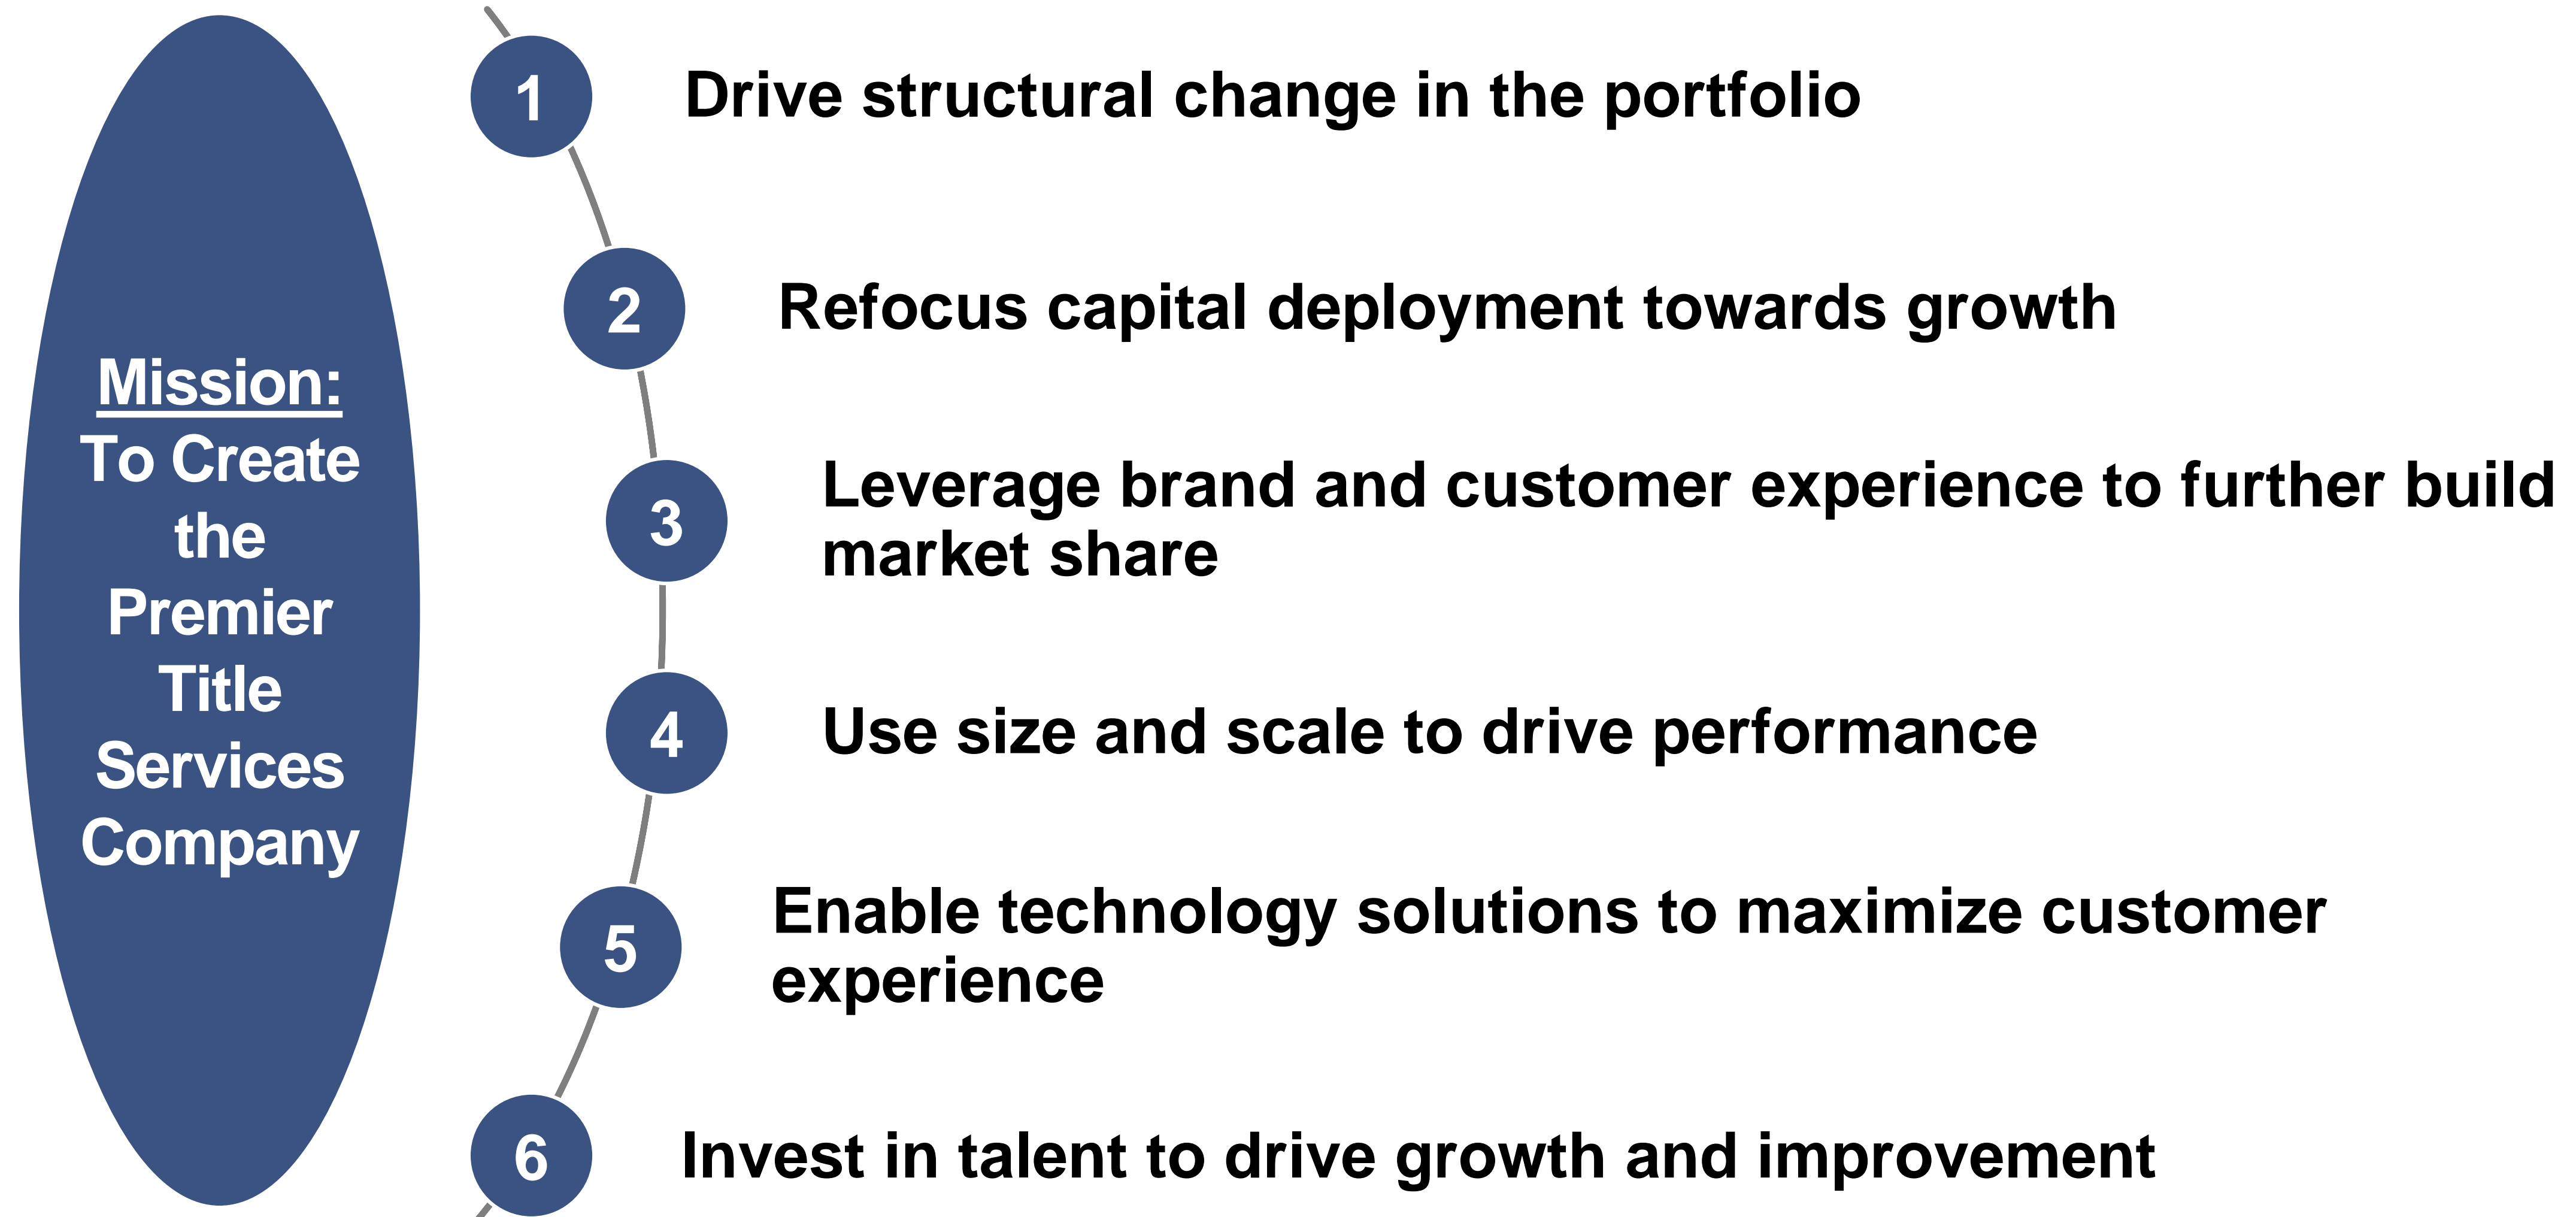 Mission:
To Create
the
Premier
Title
Services
Company
1
Drive structural change in the portfolio
2
Refocus capital deployment towards growth
3
Leverage brand and customer experience to further build
market share
4
Use size and scale to drive performance
5
Enable technology solutions to maximize customer
experience
6
Invest in talent to drive growth and improvement